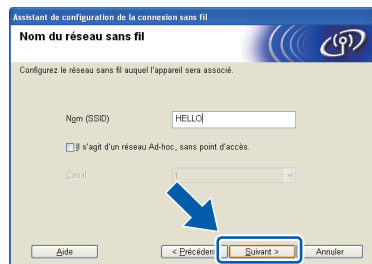 Assistant de configuration de la connexion sans fil
Nom du réseau sans fil
Configurez le réseau sans fil auquel l'appareil sera associé.
Nom (SSID) HELLO
Il s'agit d'un réseau Ad-hoc, sans point d'accès.
Canal 1
Aide < Précéden Suivant > Annuler